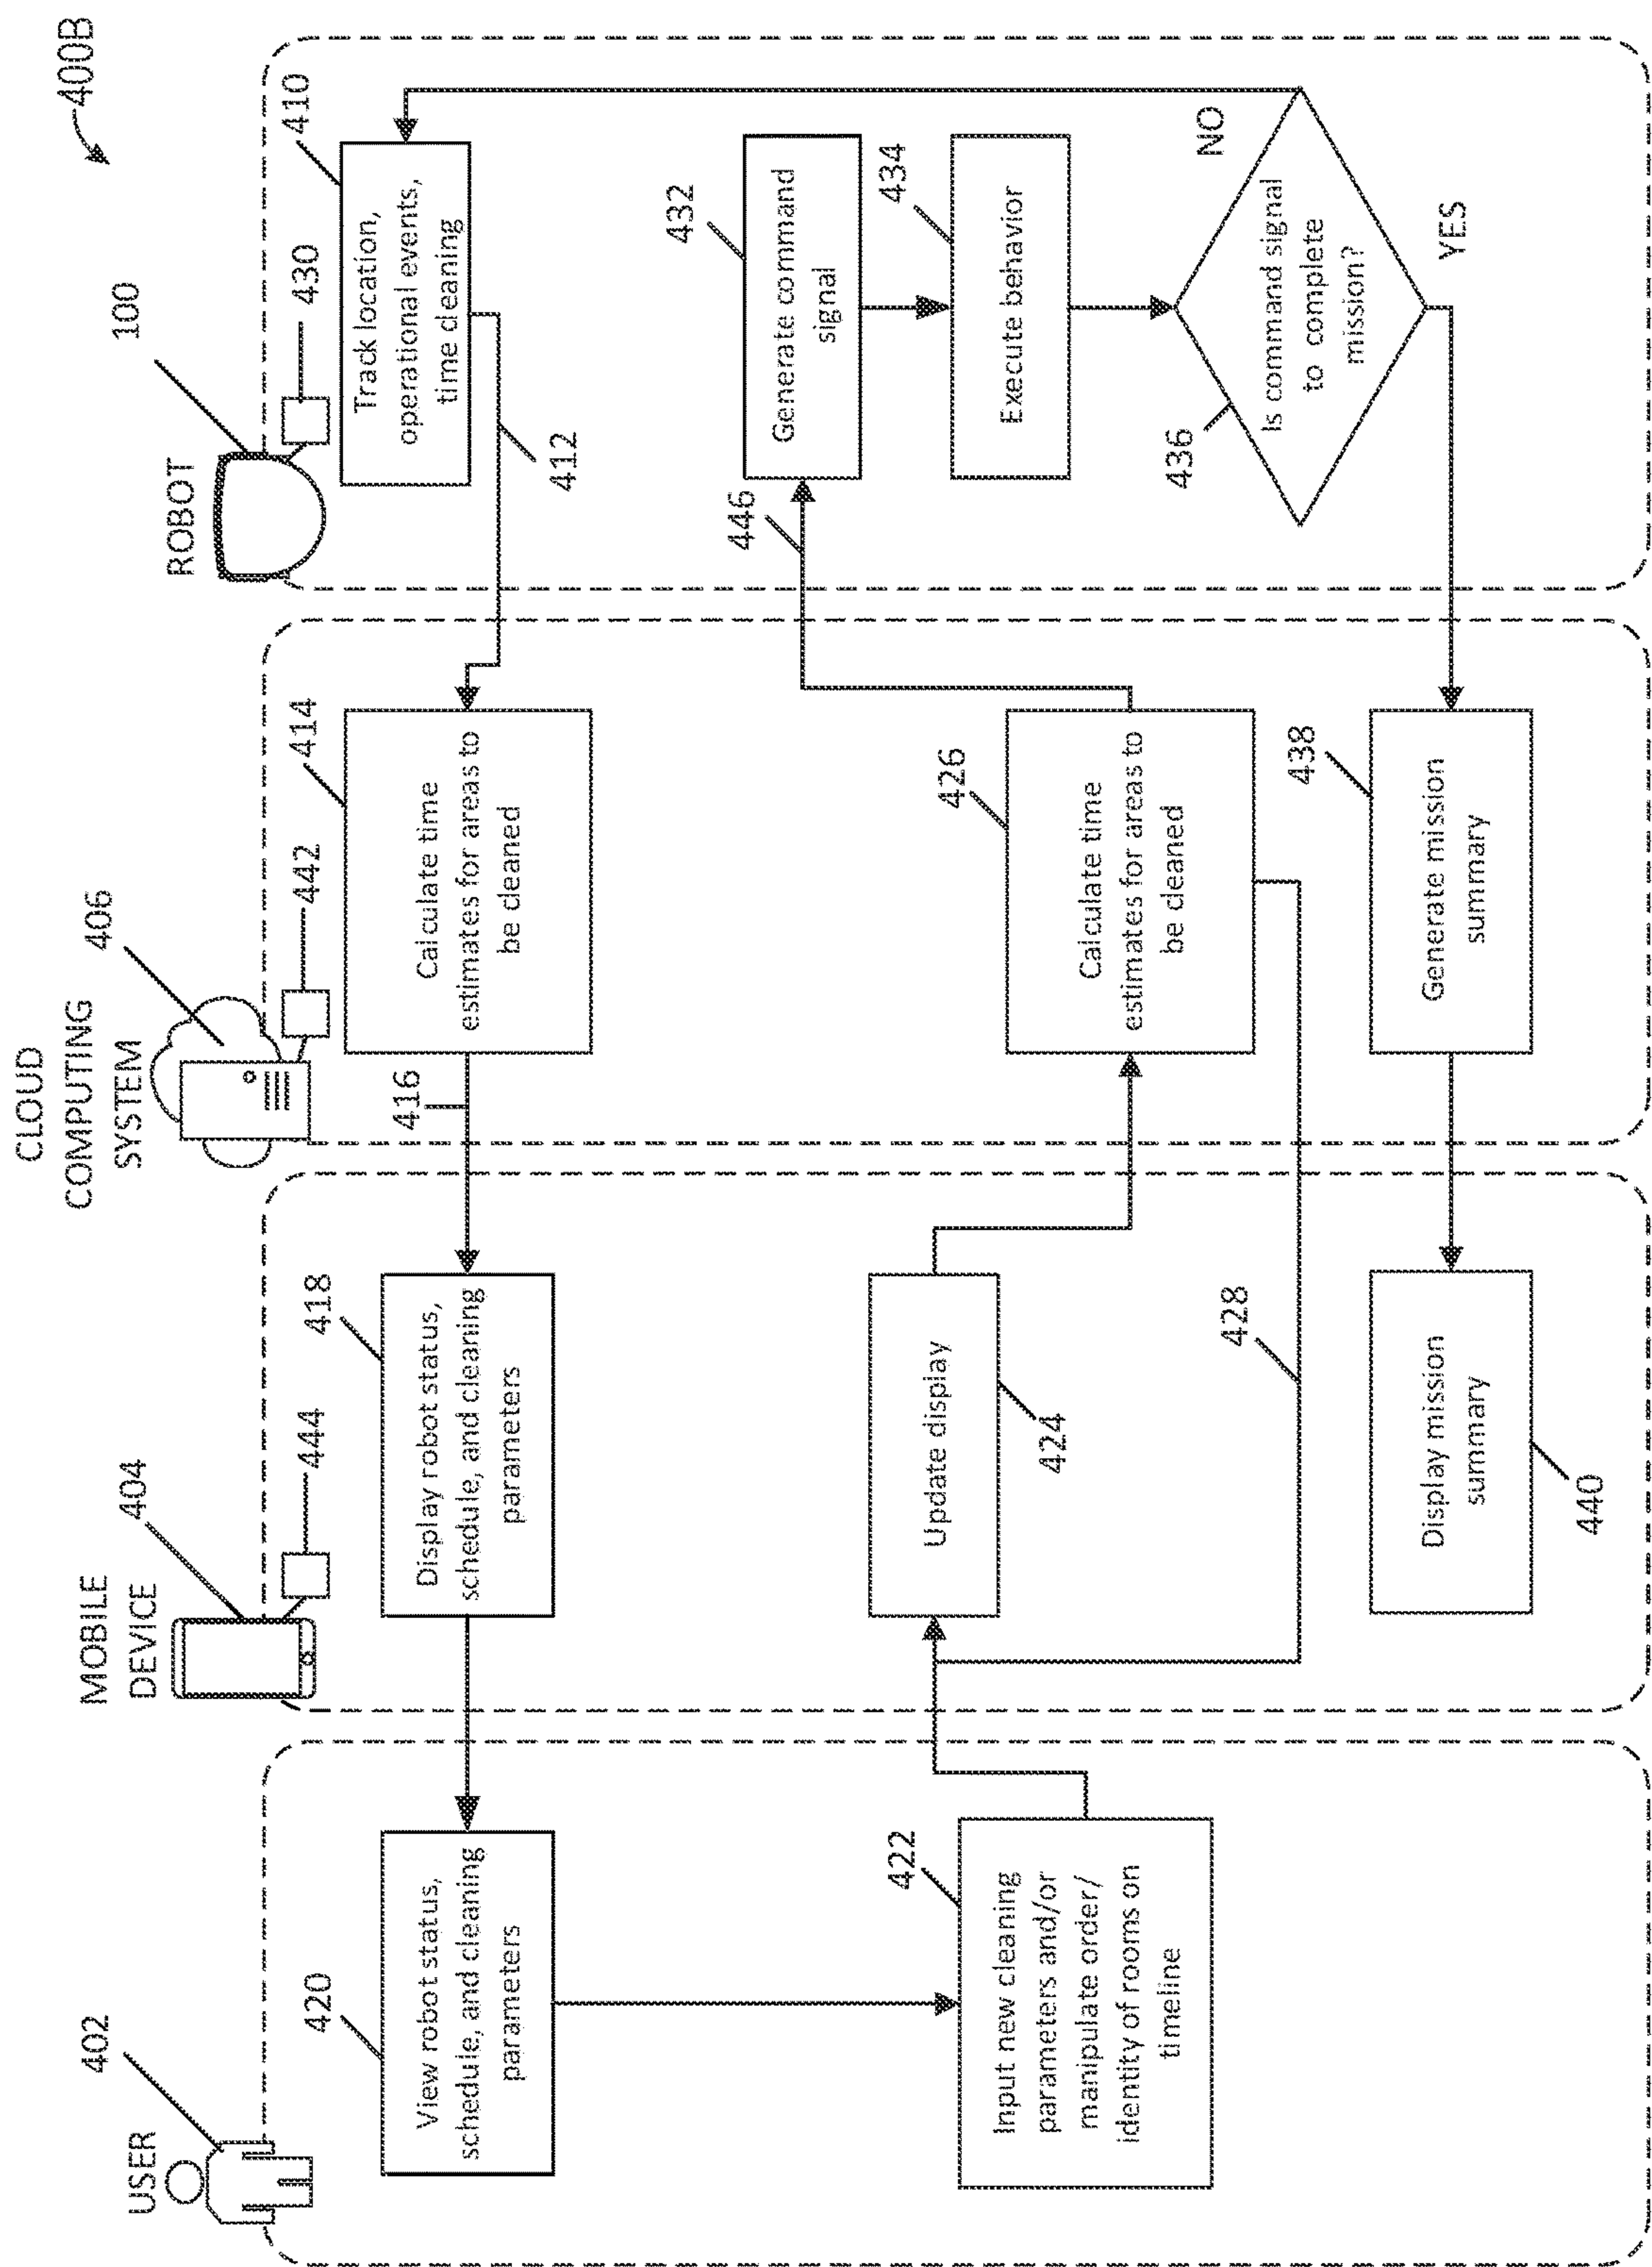 400B
USER
402
MOBILE
DEVICE
404
444
CLOUD
COMPUTING
SYSTEM
406
442
ROBOT
100
430
420
View robot status,
schedule, and cleaning
parameters
418
Display robot status,
schedule, and cleaning
parameters
416
414
Calculate time
estimates for areas to
be cleaned
412
410
Track location,
operational events,
time cleaning
422
Input new cleaning
parameters and/or
manipulate order/
identity of rooms on
timeline
Update display
424
428
426
Calculate time
estimates for areas to
be cleaned
446
432
Generate command
signal
434
Execute behavior
436
Is command signal
to complete
mission?
NO
YES
438
Generate mission
summary
Display mission
summary
440